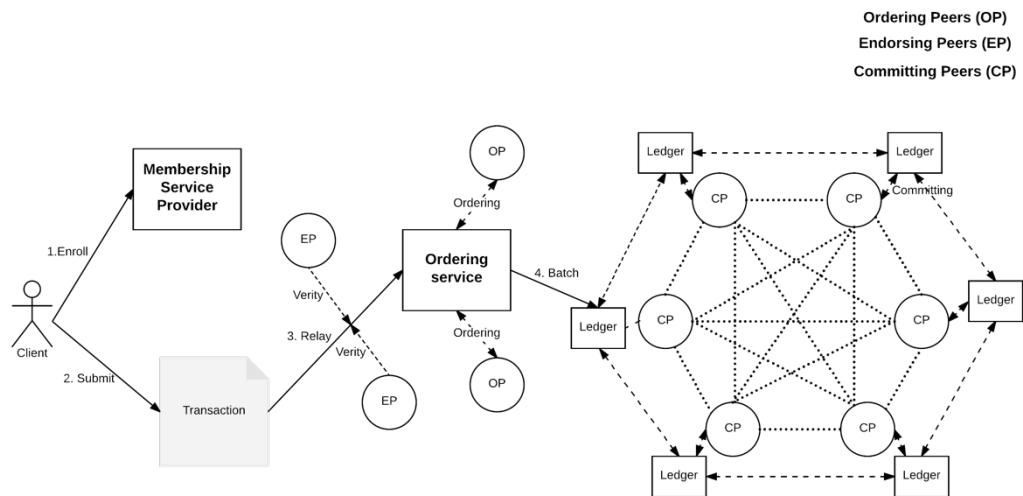 Ordering Peers (OP)
Endorsing Peers (EP)
Committing Peers (CP)
Membership
Service
Provider
1.Enroll
Client
2. Submit
Transaction
EP
Verity
3. Relay
Verity
EP
OP
Ordering
Ordering
service
Ordering
OP
4. Batch
Ledger
Ledger
Committing
CP
CP
Ledger
Ledger
CP
CP
CP
CP
Ledger
Ledger